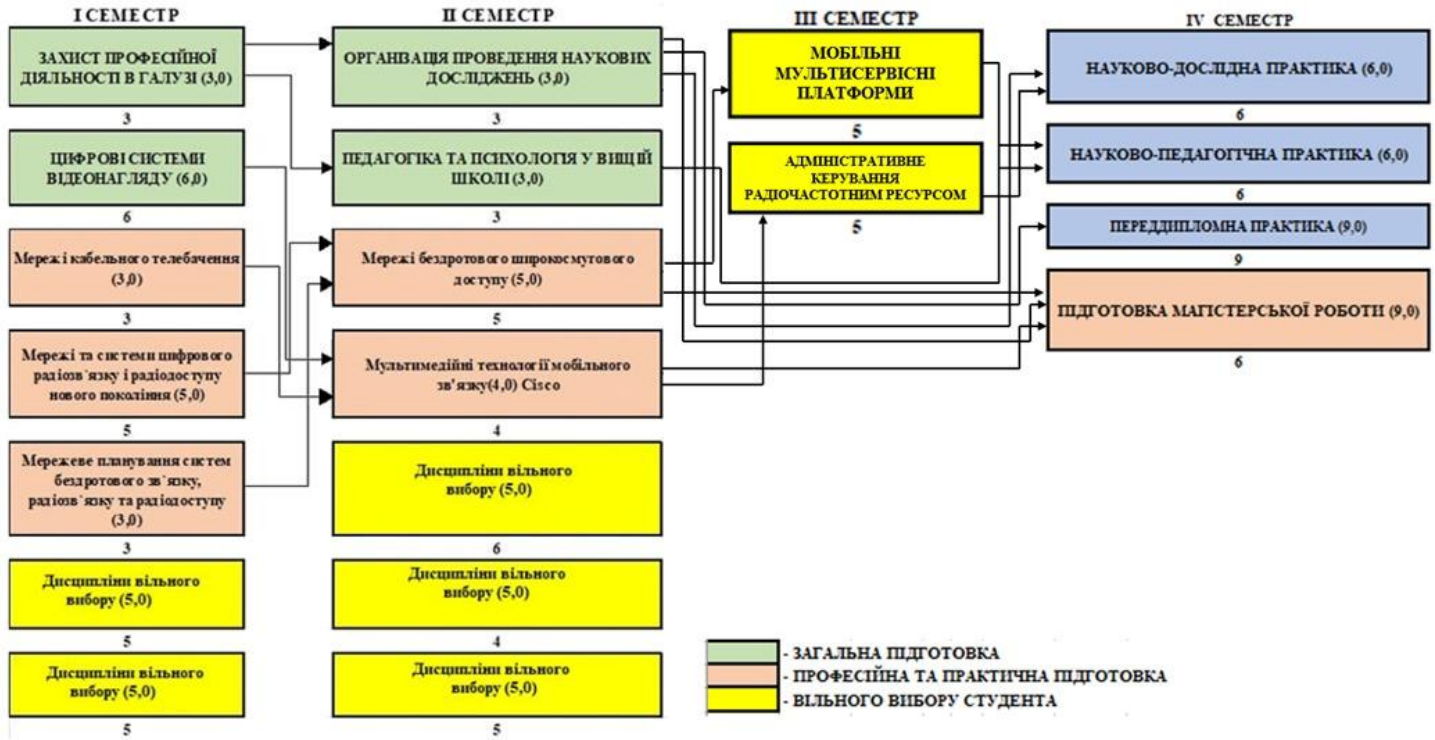 І СЕМЕСТР
ЗАХИСТ ПРОФЕСІЙНОЇ
ДІЯЛЬНОСТІ В ГАЛУЗІ (3,0)
3
ЦИФРОВІ СИСТЕМИ
ВІДЕОНАГЛЯДУ (6,0)
6
Мережі кабельного телебачення
(3,0)
3
Мережі та системи цифрового
радіозв`язку і радіодоступу
нового покоління (5,0)
5
Мережеве планування систем
бездротового зв`язку,
радіозв`язку та радіодоступу
(3,0)
3
Дисципліни вільного
вибору (5,0)
5
Дисципліни вільного
вибору (5,0)
5
ІІ СЕМЕСТР
ОРГАНІВАЦІЯ ПРОВЕДЕННЯ НАУКОВИХ
ДОСЛІДЖЕНЬ (3,0)
3
ПЕДАГОГІКА ТА ПСИХОЛОГІЯ У ВИЩІЙ
ШКОЛІ (3,0)
3
Мережі бездротового широкосмугового
доступу (5,0)
5
Мультимедійні технології мобільного
зв'язку(4,0) Cisco
4
Дисципліни вільного
вибору (5,0)
6
Дисципліни вільного
вибору (5,0)
4
Дисципліни вільного
вибору (5,0)
5
ІІІ СЕМЕСТР
МОБІЛЬНІ
МУЛЬТИСЕРВІСНІ
ПЛАТФОРМИ
5
АДМІНІСТРАТИВНЕ
КЕРУВАННЯ
РАДІОЧАСТОТНИМ РЕСУРСОМ
5
IV СЕМЕСТР
НАУКОВО-ДОСЛІДНА ПРАКТИКА (6,0)
6
НАУКОВО-ПЕДАГОГІЧНА ПРАКТИКА (6,0)
6
ПЕРЕДДИПЛОМНА ПРАКТИКА (9,0)
9
ПІДГОТОВКА МАГІСТЕРСЬКОЇ РОБОТИ (9,0)
6
- ЗАГАЛЬНА ПІДГОТОВКА
- ПРОФЕСІЙНА ТА ПРАКТИЧНА ПІДГОТОВКА
- ВІЛЬНОГО ВИБОРУ СТУДЕНТА